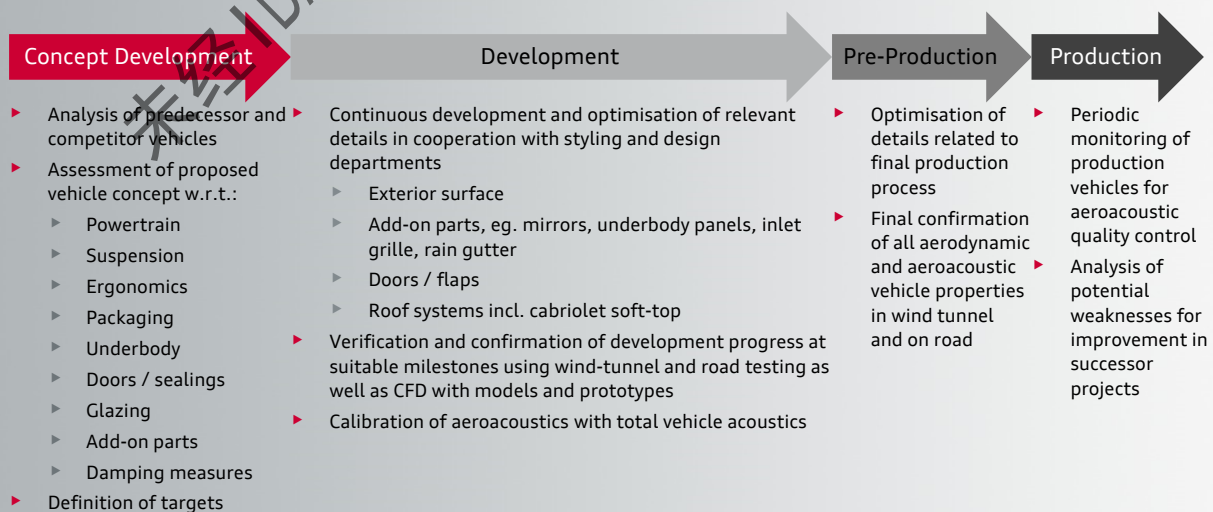 Concept Development
Development
Pre-Production
Production
Analysis of predecessor and
competitor vehicles
Assessment of proposed
vehicle concept w.r.t.:
Powertrain
Suspension
Ergonomics
Packaging
Underbody
Doors / sealings
Glazing
Add-on parts
Damping measures
Definition of targets
Continuous development and optimisation of relevant
details in cooperation with styling and design
departments
Exterior surface
Add-on parts, eg. mirrors, underbody panels, inlet
grille, rain gutter
Doors / flaps
Roof systems incl. cabriolet soft-top
Verification and confirmation of development progress at
suitable milestones using wind-tunnel and road testing as
well as CFD with models and prototypes
Calibration of aeroacoustics with total vehicle acoustics
Optimisation of
details related to
final production
process
Final confirmation
of all aerodynamic
and aeroacoustic
vehicle properties
in wind tunnel
and on road
Periodic
monitoring of
production
vehicles for
aeroacoustic
quality control
Analysis of
potential
weaknesses for
improvement in
successor
projects
未经